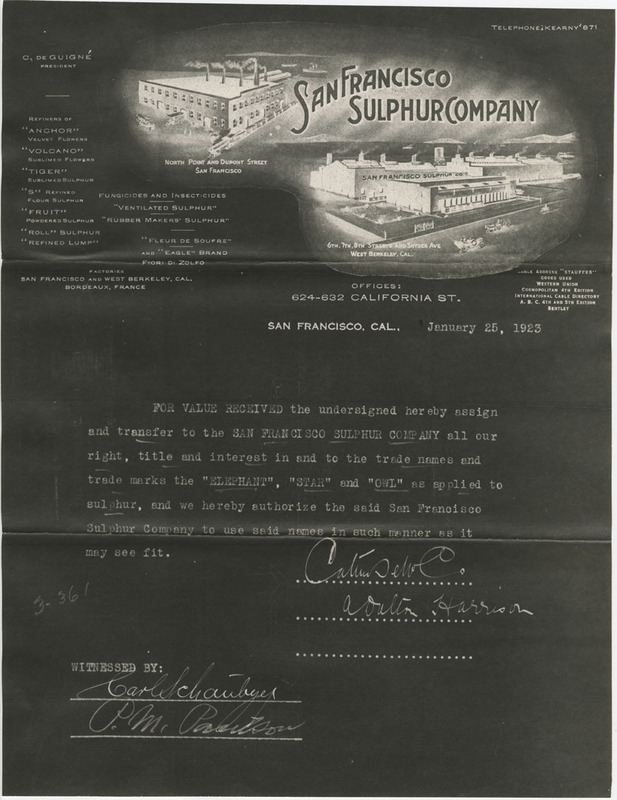 TELEPHONE: KEARNY 871
C. DE GUIGNÉ
PRESIDENT
SAN FRANCISCO
SULPHUR COMPANY
REFINERS OF
"ANCHOR"
VELVET FLOWERS
"VOLCANO"
SUBLIMED FLOWERS
"TIGER"
SUBLIMED SULPHUR
"S" REFINED
FLOUR SULPHUR
"FRUIT"
POWDERED SULPHUR
"ROLL" SULPHUR
"REFINED LUMP"
FACTORIES
SAN FRANCISCO AND WEST BERKELEY, CAL.
BORDEAUX, FRANCE
NORTH POINT AND DUPONT STREET
SAN FRANCISCO
FUNGICIDES AND INSECT-CIDES
"VENTILATED SULPHUR"
"RUBBER MAKERS' SULPHUR"
"FLEUR DE SOUFRE"
AND "EAGLE" BRAND
FIORI DI ZOLFO
SAN FRANCISCO SULPHUR CO.
6TH, 7TH, 8TH STREETS AND SNYDER AVE
WEST BERKELEY, CAL.
OFFICES:
624-632 CALIFORNIA ST.
CABLE ADDRESS "STAUFFER"
CODES USED
WESTERN UNION
COSMOPOLITAN 4TH EDITION
INTERNATIONAL CABLE DIRECTORY
A. B. C. 4TH AND 5TH EDITION
BENTLEY
SAN FRANCISCO, CAL., January 25, 1923
FOR VALUE RECEIVED the undersigned hereby assign
and transfer to the SAN FRANCISCO SULPHUR COMPANY all our
right, title and interest in and to the trade names and
trade marks the "ELEPHANT", "STAR" and "OWL" as applied to
sulphur, and we hereby authorize the said San Francisco
Sulphur Company to use said names in such manner as it
may see fit.
Co
A Dalton Harrison
3-361
WITNESSED BY:
Carl
P. M. Robertson